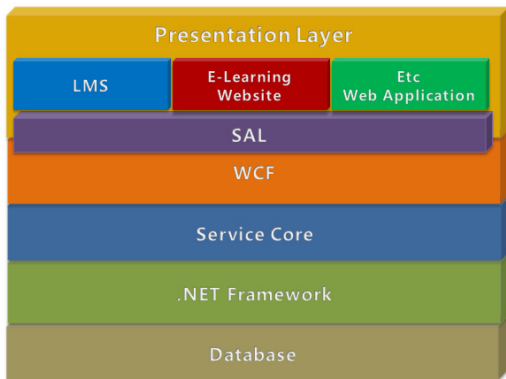 Presentation Layer
LMS
E-Learning
Website
Etc
Web Application
SAL
WCF
Service Core
.NET Framework
Database